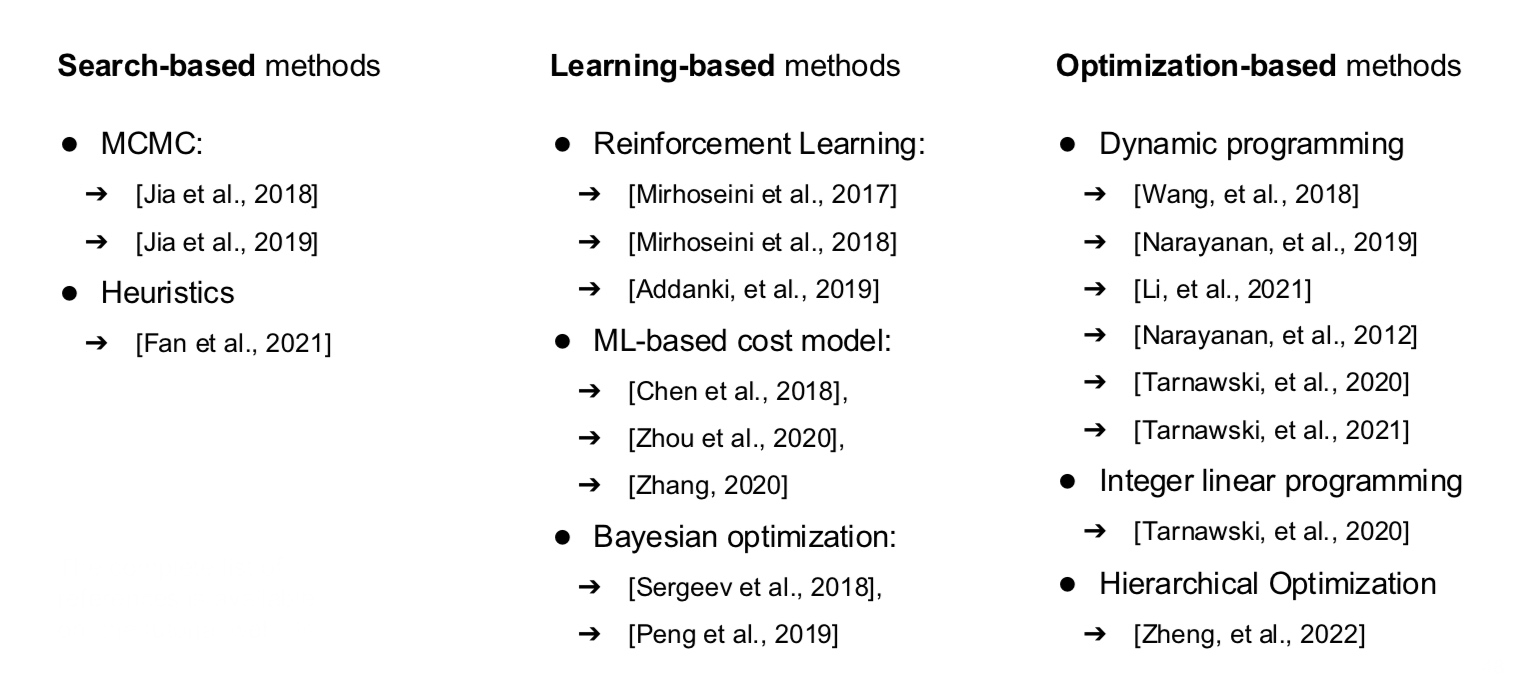 Search-based methods
● MCMC:
➔ [Jia et al., 2018]
➔ [Jia et al., 2019]
● Heuristics
➔ [Fan et al., 2021]
Learning-based methods
● Reinforcement Learning:
➔ [Mirhoseini et al., 2017]
➔ [Mirhoseini et al., 2018]
➔ [Addanki, et al., 2019]
● ML-based cost model:
➔ [Chen et al., 2018],
➔ [Zhou et al., 2020],
➔ [Zhang, 2020]
● Bayesian optimization:
➔ [Sergeev et al., 2018],
➔ [Peng et al., 2019]
Optimization-based methods
● Dynamic programming
➔ [Wang, et al., 2018]
➔ [Narayanan, et al., 2019]
➔ [Li, et al., 2021]
➔ [Narayanan, et al., 2012]
➔ [Tarnawski, et al., 2020]
➔ [Tarnawski, et al., 2021]
● Integer linear programming
➔ [Tarnawski, et al., 2020]
● Hierarchical Optimization
➔ [Zheng, et al., 2022]